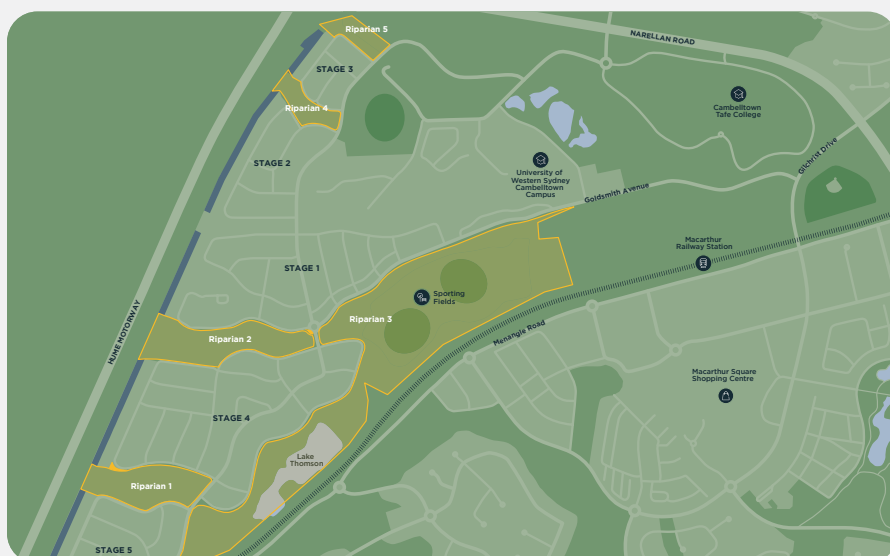 Riparian 5
NARELLAN ROAD
STAGE 3
Cambelltown
Tafe College
Riparian 4
STAGE 2
Gilchrist Drive
University of
Western Sydney
Cambelltown
Campus
Goldsmith Avenue
Macarthur
Railway Station
STAGE 1
Sporting
Fields
Riparian 3
HUME MOTORWAY
Riparian 2
Menangle Road
Macarthur Square
Shopping Centre
STAGE 4
Lake
Thomson
Riparian 1
STAGE 5